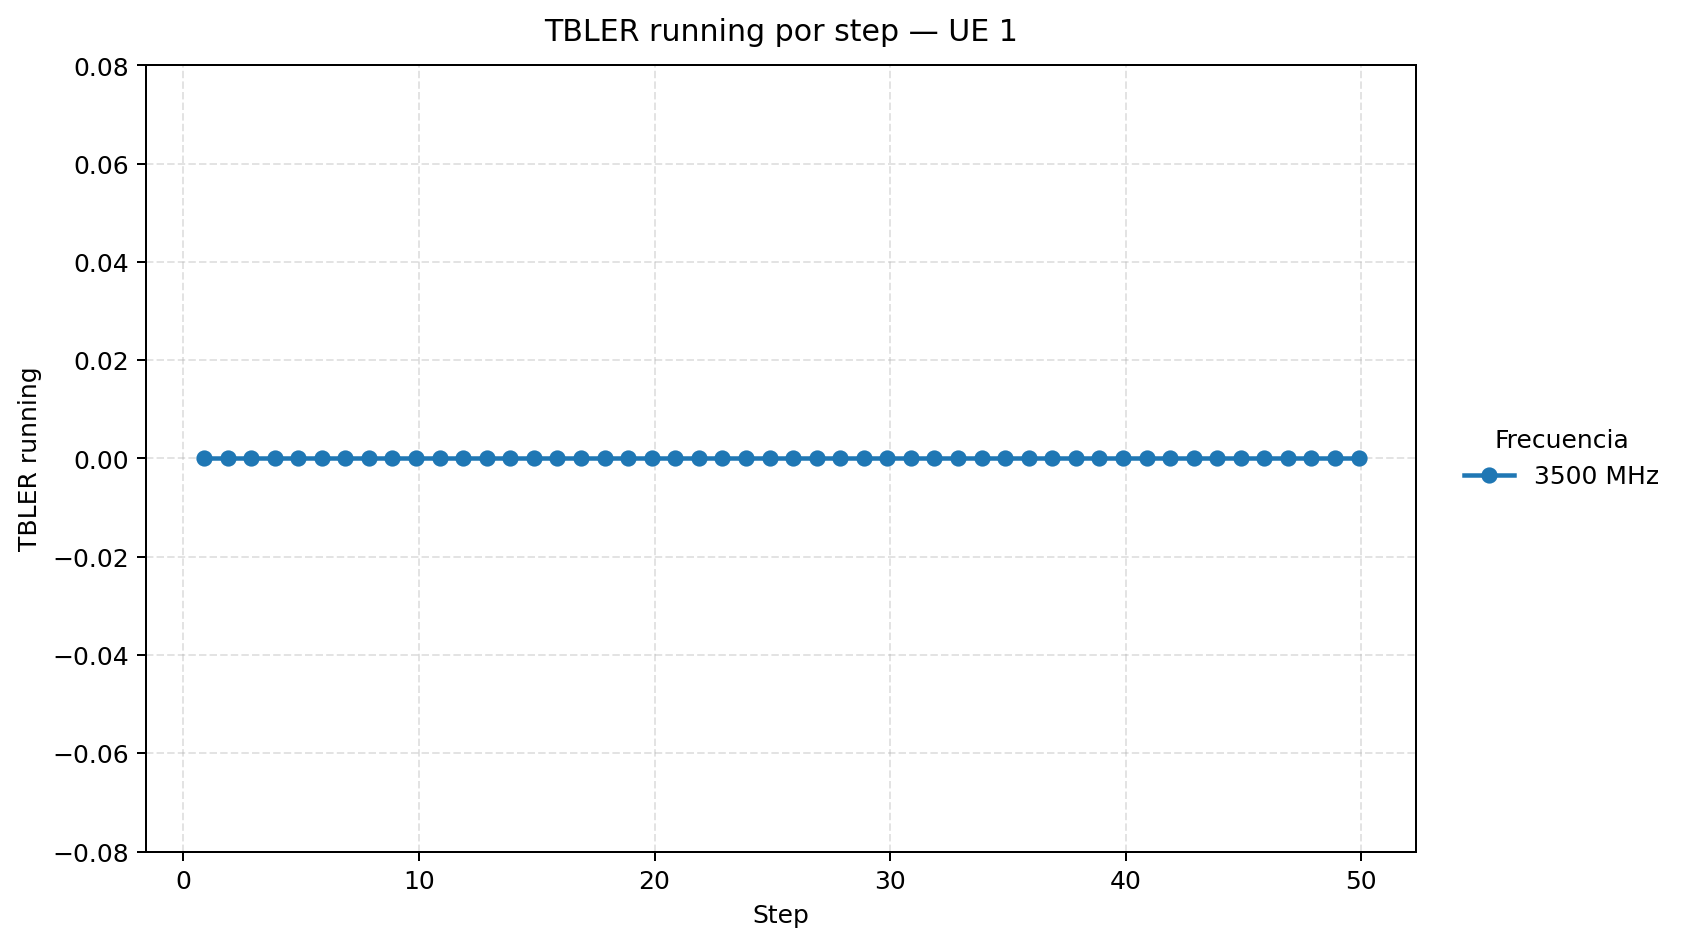 TBLER running por step — UE 1
0.08
0.06
0.04
0.02
0.00
−0.02
−0.04
−0.06
−0.08
TBLER running
0 10 20 30 40 50
Step
Frecuencia
3500 MHz